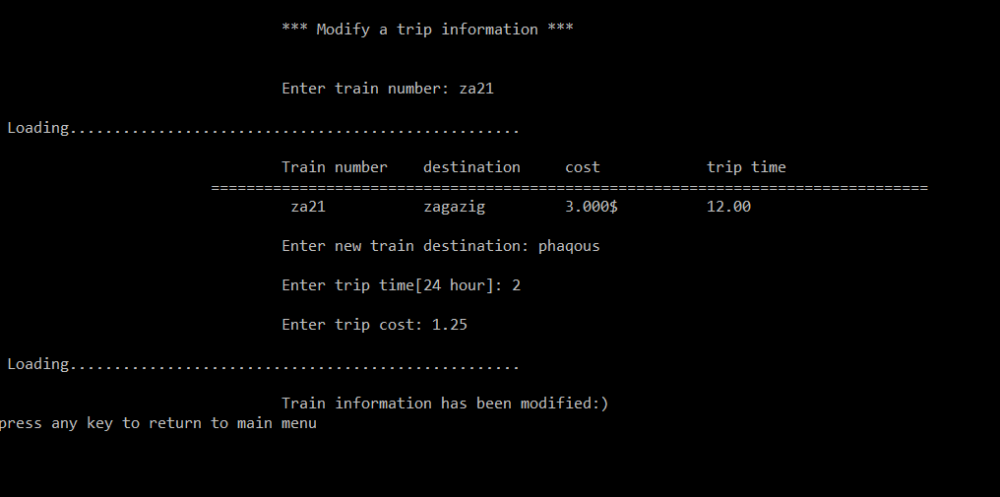 *** Modify a trip information ***
Enter train number: za21
Loading...................................................
Train number destination cost trip time
=================================================================================
za21 zagazig 3.000$ 12.00
Enter new train destination: phaqous
Enter trip time[24 hour]: 2
Enter trip cost: 1.25
Loading...................................................
Train information has been modified:)
press any key to return to main menu